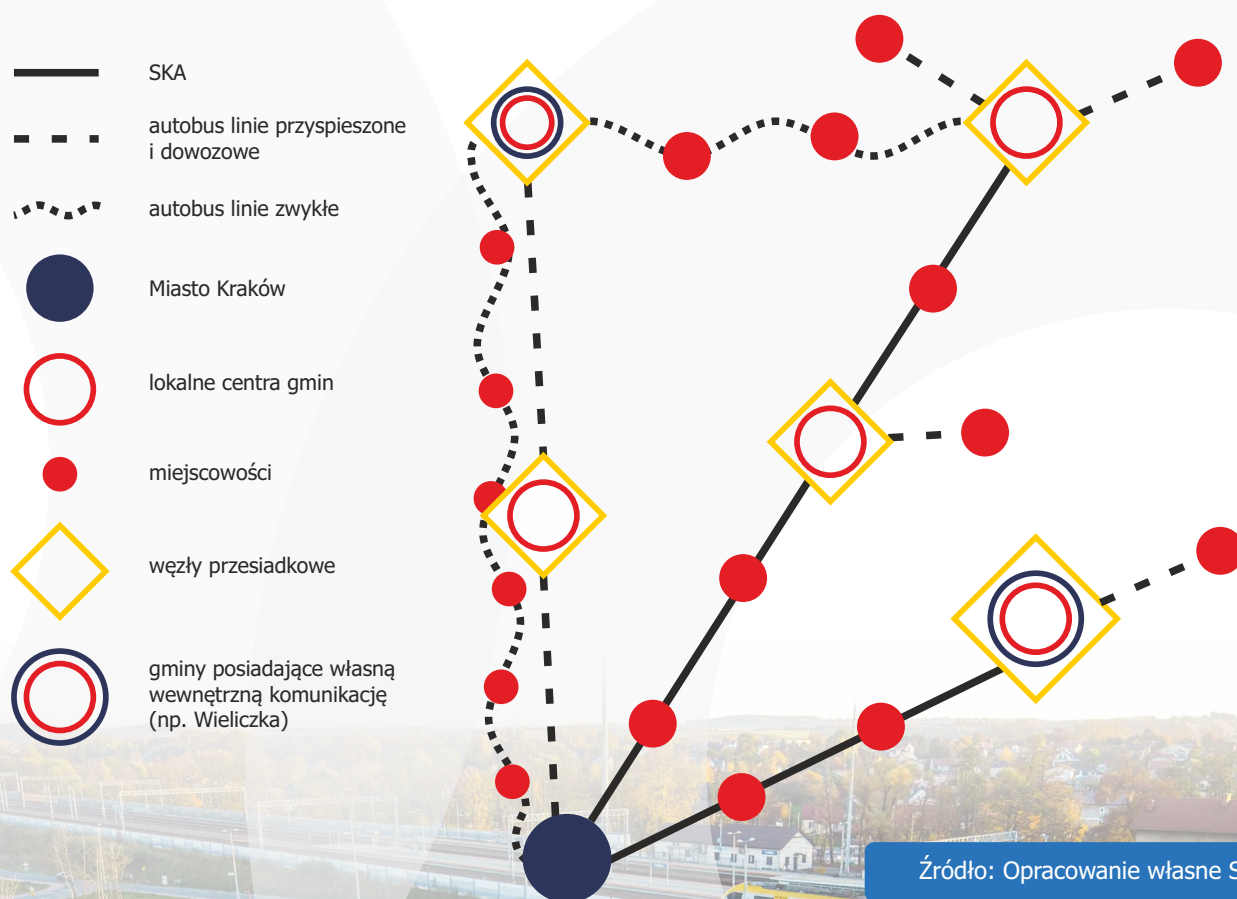 SKA
autobus linie przyspieszone
i dowozowe
autobus linie zwykłe
Miasto Kraków
lokalne centra gmin
miejscowości
węzły przesiadkowe
gminy posiadające własną
wewnętrzną komunikację
(np. Wieliczka)
Źródło: Opracowanie własne S